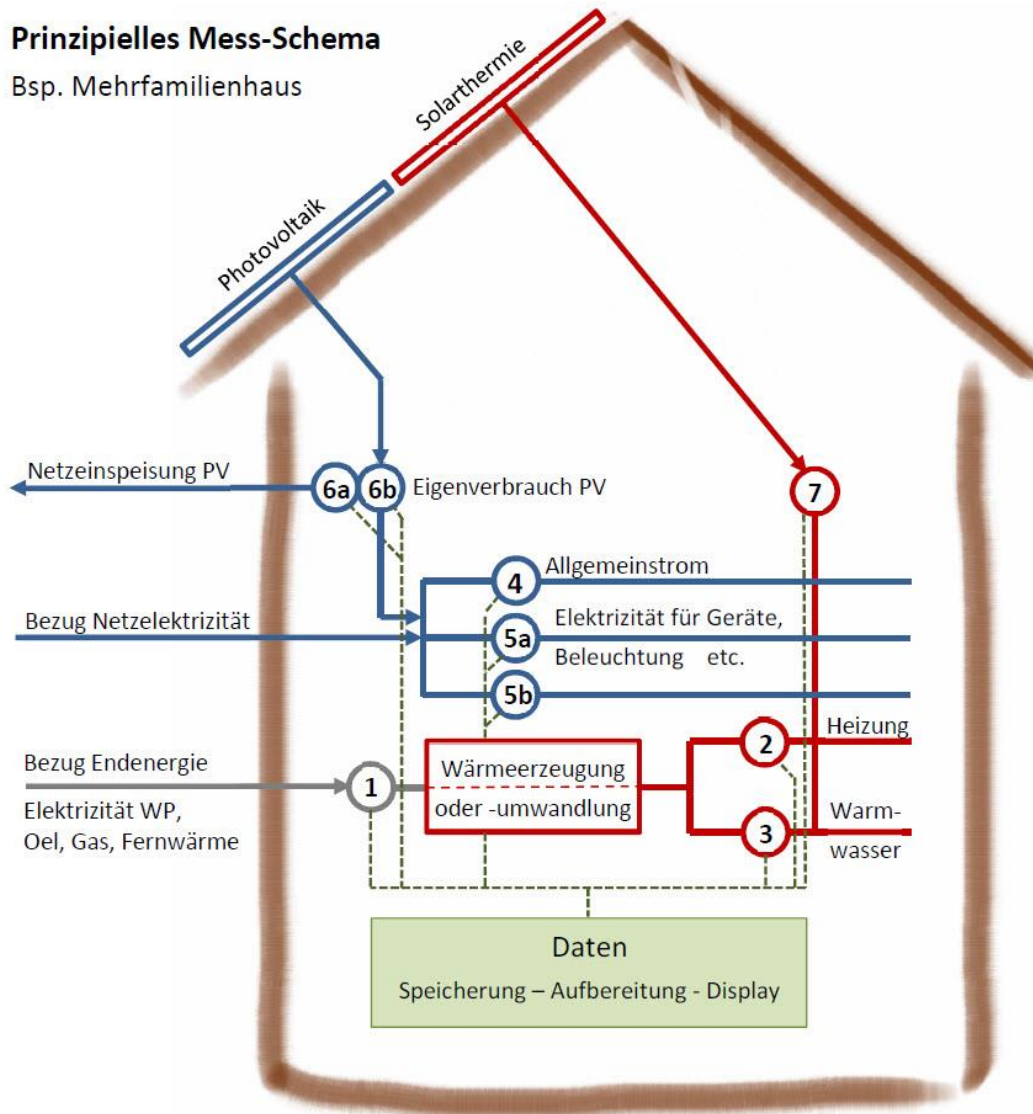 Prinzipielles Mess-Schema
Bsp. Mehrfamilienhaus
Solarthermie
Photovoltaik
Netzeinspeisung PV
6a
6b
Eigenverbrauch PV
7
4
Allgemeinstrom
Bezug Netzelektrizität
5a
Elektrizität für Geräte,
Beleuchtung etc.
5b
2
Heizung
Bezug Endenergie
1
Wärmeerzeugung
oder -umwandlung
Elektrizität WP,
Oel, Gas, Fernwärme
3
Warm-
wasser
Daten
Speicherung – Aufbereitung - Display